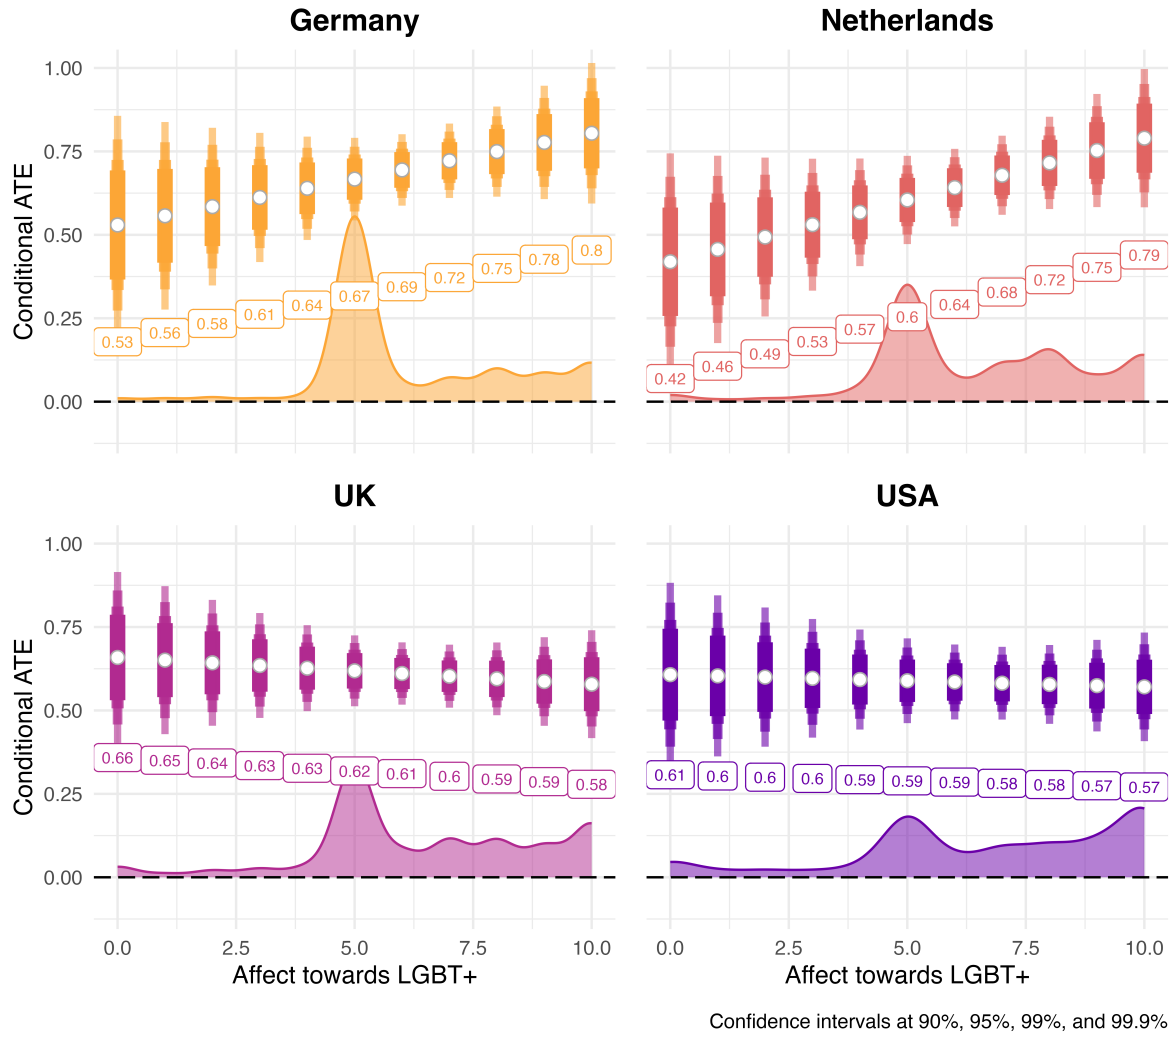 Germany
Netherlands
Conditional ATE
1.00
0.75
0.50
0.25
0.00
0.53 0.56 0.58 0.61 0.64 0.67 0.69 0.72 0.75 0.78 0.8
0.42 0.46 0.49 0.53 0.57 0.6 0.64 0.68 0.72 0.75 0.79
UK
USA
Conditional ATE
1.00
0.75
0.50
0.25
0.00
0.66 0.65 0.64 0.63 0.63 0.62 0.61 0.6 0.59 0.59 0.58
0.61 0.6 0.6 0.6 0.59 0.59 0.59 0.58 0.58 0.57 0.57
0.0 2.5 5.0 7.5 10.0
0.0 2.5 5.0 7.5 10.0
Affect towards LGBT+
Affect towards LGBT+
Confidence intervals at 90%, 95%, 99%, and 99.9%